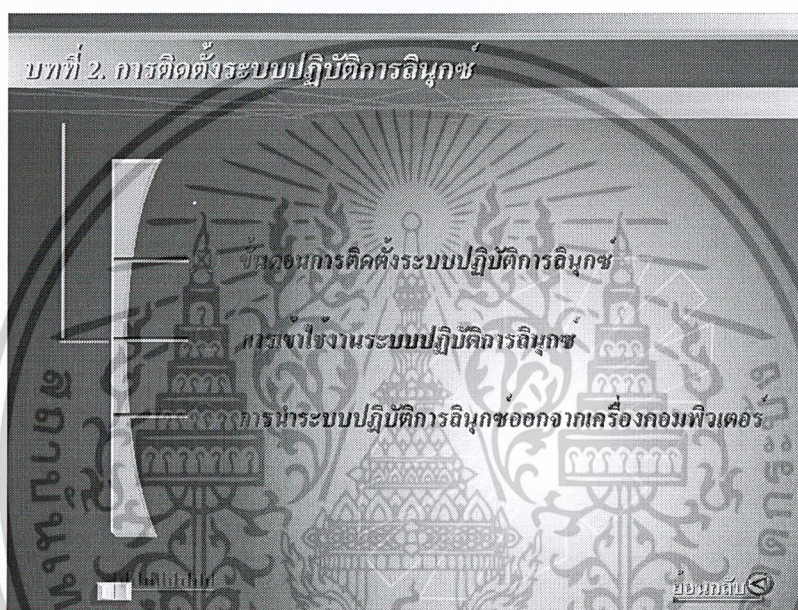 บทที่ 2. การติดตั้งระบบปฏิบัติการลินุกซ์
ขั้นตอนการติดตั้งระบบปฏิบัติการลินุกซ์
การเข้าใช้งานระบบปฏิบัติการลินุกซ์
การนำระบบปฏิบัติการลินุกซ์ออกจากเครื่องคอมพิวเตอร์
ย้อนกลับ